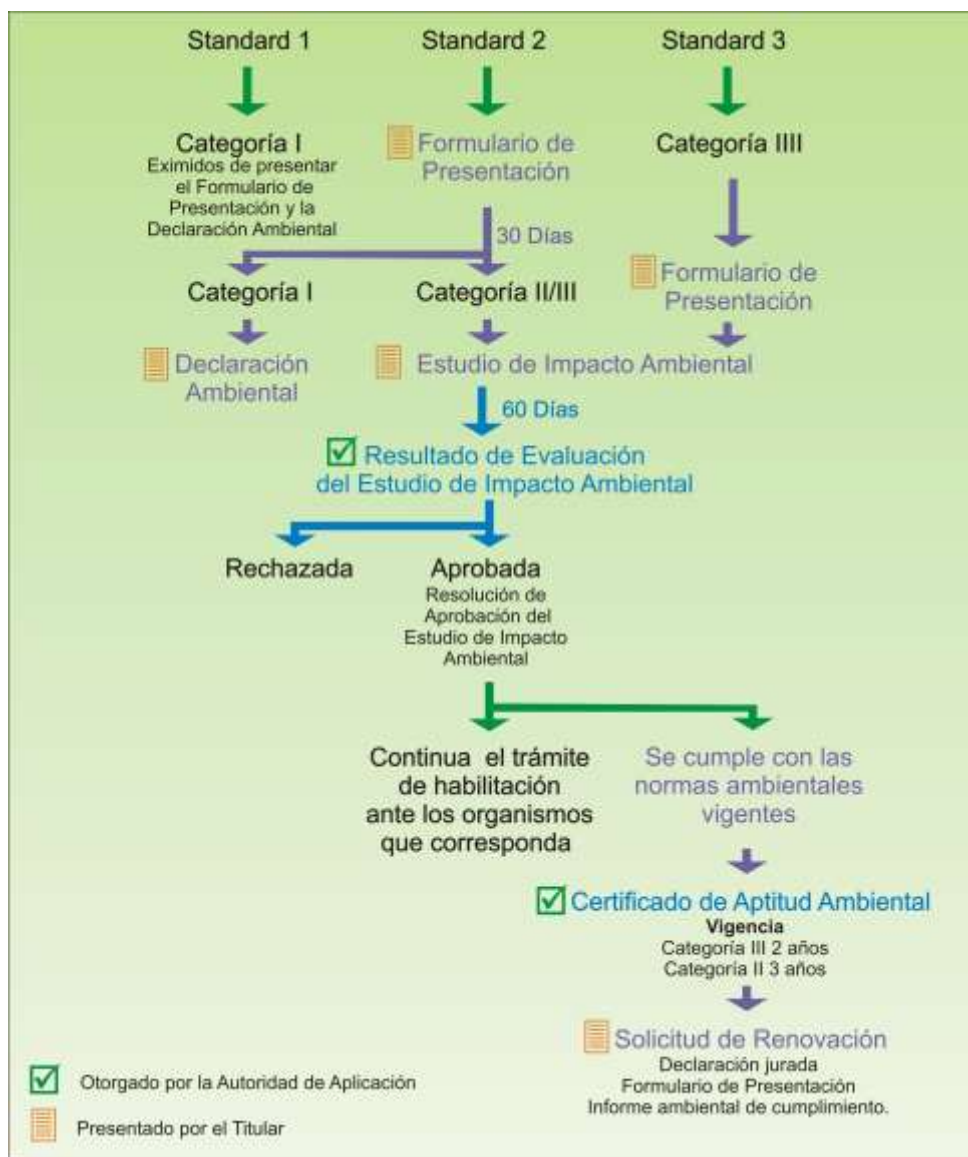 Standard 1
Standard 2
Standard 3
Categoría I
Eximidos de presentar
el Formulario de
Presentación y la
Declaración Ambiental
Formulario de
Presentación
Categoría IIII
30 Días
Categoría I
Categoría II/III
Formulario de
Presentación
Declaración
Ambiental
Estudio de Impacto Ambiental
60 Días
Resultado de Evaluación
del Estudio de Impacto Ambiental
Rechazada
Aprobada
Resolución de
Aprobación del
Estudio de Impacto
Ambiental
Continua el trámite
de habilitación
ante los organismos
que corresponda
Se cumple con las
normas ambientales
vigentes
Certificado de Aptitud Ambiental
Vigencia
Categoría III 2 años
Categoría II 3 años
Solicitud de Renovación
Declaración jurada
Formulario de Presentación
Informe ambiental de cumplimiento.
Otorgado por la Autoridad de Aplicación
Presentado por el Titular